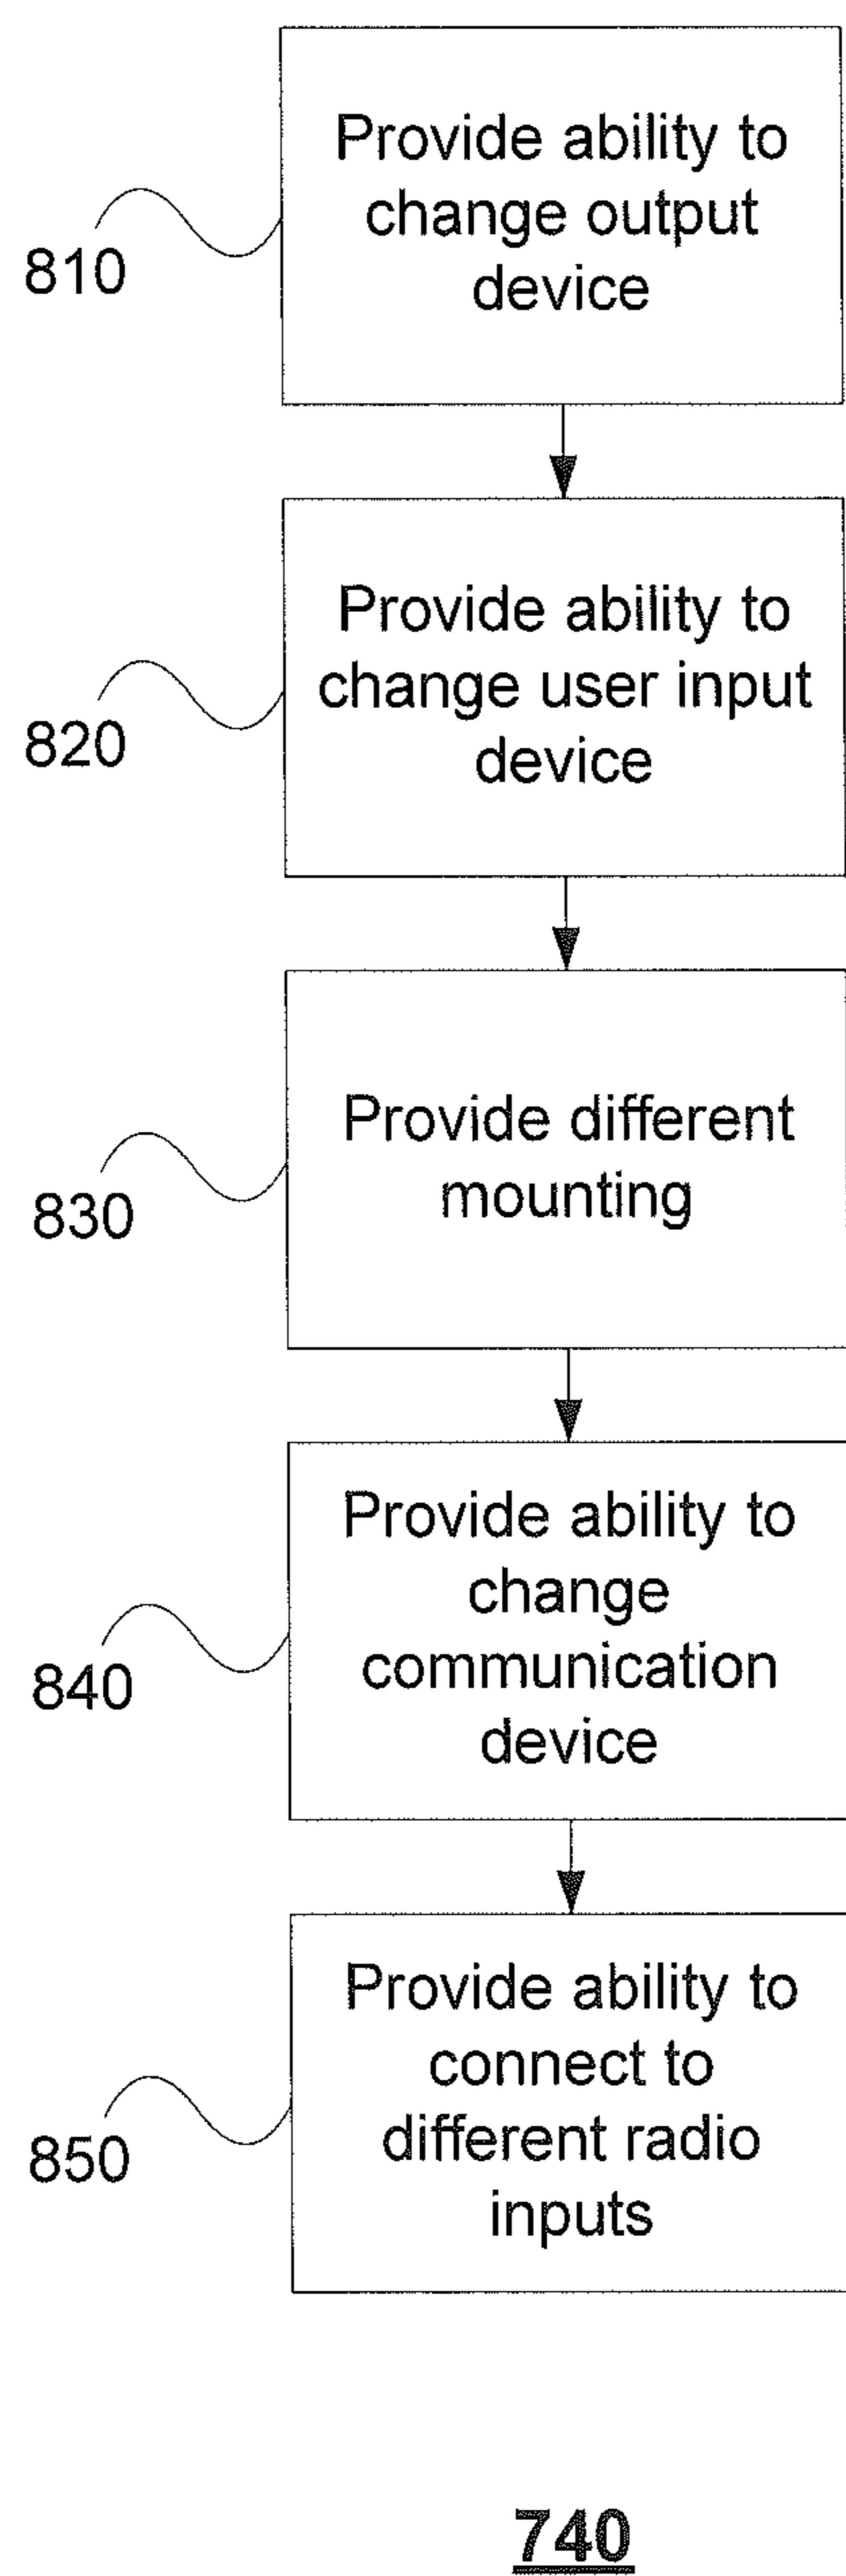 Provide ability to
change output
device
810
Provide ability to
change user input
device
820
Provide different
mounting
830
Provide ability to
change
communication
device
840
Provide ability to
connect to
different radio
inputs
850
740